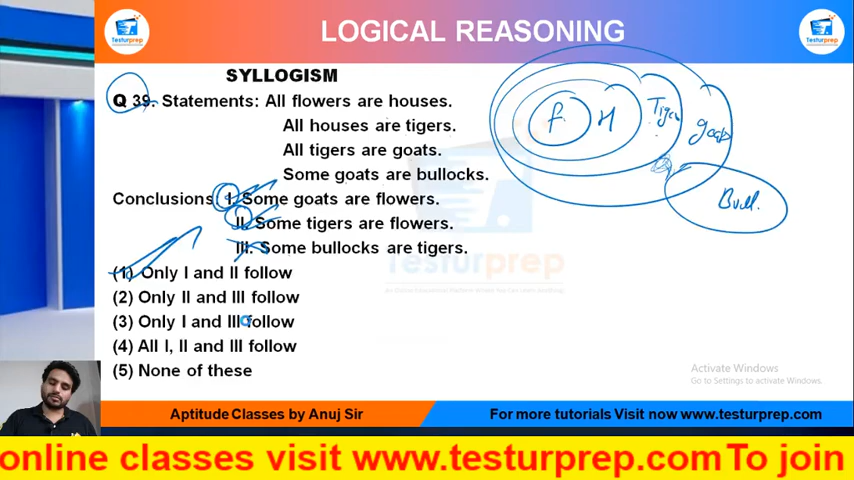 LOGICAL REASONING
Testurprep
Testurprep
SYLLOGISM
Q 39. Statements: All flowers are houses.
All houses are tigers.
All tigers are goats.
Some goats are bullocks.
Conclusions I. Some goats are flowers.
II. Some tigers are flowers.
III. Some bullocks are tigers.
(1) Only I and II follow
(2) Only II and III follow
(3) Only I and III follow
(4) All I, II and III follow
(5) None of these
F
H
Bull.
Testurprep
Activate Windows
Go to Settings to activate Windows.
Aptitude Classes by Anuj Sir
For more tutorials Visit now www.testurprep.com
online classes visit www.testurprep.com To join